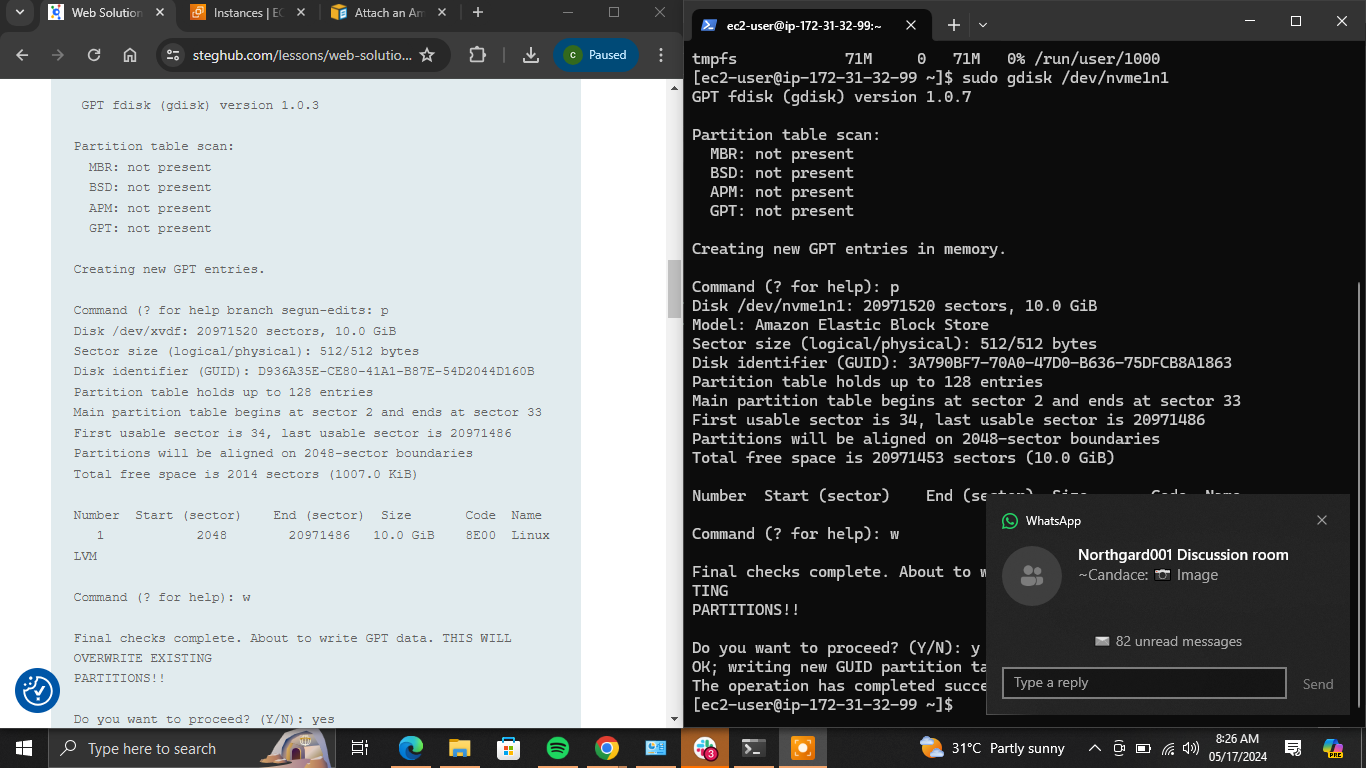 Web Solution
Instances | EC
Attach an Am
steghub.com/lessons/web-solutio...
C
Paused
GPT fdisk (gdisk) version 1.0.3
Partition table scan:
MBR: not present
BSD: not present
APM: not present
GPT: not present
Creating new GPT entries.
Command (? for help branch segun-edits: p
Disk /dev/xvdf: 20971520 sectors, 10.0 GiB
Sector size (logical/physical): 512/512 bytes
Disk identifier (GUID): D936A35E-CE80-41A1-B87E-54D2044D160B
Partition table holds up to 128 entries
Main partition table begins at sector 2 and ends at sector 33
First usable sector is 34, last usable sector is 20971486
Partitions will be aligned on 2048-sector boundaries
Total free space is 2014 sectors (1007.0 KiB)
Number Start (sector) End (sector) Size Code Name
1 2048 20971486 10.0 GiB 8E00 Linux
LVM
Command (? for help): w
Final checks complete. About to write GPT data. THIS WILL
OVERWRITE EXISTING
PARTITIONS!!
Do you want to proceed? (Y/N): yes
ec2-user@ip-172-31-32-99:~
tmpfs 71M 0 71M 0% /run/user/1000
[ec2-user@ip-172-31-32-99 ~]$ sudo gdisk /dev/nvme1n1
GPT fdisk (gdisk) version 1.0.7
Partition table scan:
MBR: not present
BSD: not present
APM: not present
GPT: not present
Creating new GPT entries in memory.
Command (? for help): p
Disk /dev/nvme1n1: 20971520 sectors, 10.0 GiB
Model: Amazon Elastic Block Store
Sector size (logical/physical): 512/512 bytes
Disk identifier (GUID): 3A790BF7-70A0-47D0-B636-75DFCB8A1863
Partition table holds up to 128 entries
Main partition table begins at sector 2 and ends at sector 33
First usable sector is 34, last usable sector is 20971486
Partitions will be aligned on 2048-sector boundaries
Total free space is 20971453 sectors (10.0 GiB)
Number Start (sector) End (sector) Size Code Name
Command (? for help): w
Final checks complete. About to w
TING
PARTITIONS!!
Do you want to proceed? (Y/N): y
OK; writing new GUID partition ta
The operation has completed succe
[ec2-user@ip-172-31-32-99 ~]$
WhatsApp
Northgard001 Discussion room
~Candace: Image
82 unread messages
Type a reply
Send
Type here to search
3
31°C Partly sunny
8:26 AM
05/17/2024
PRE